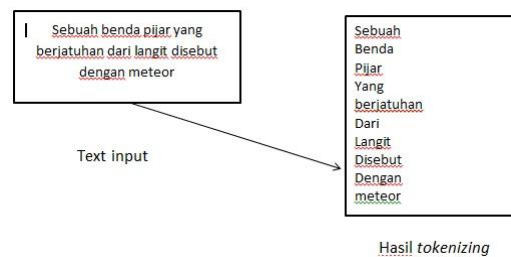 Sebuah benda pijar yang
berjatuhan dari langit disebut
dengan meteor
Text input
Sebuah
Benda
Pijar
Yang
berjatuhan
Dari
Langit
Disebut
Dengan
meteor
Hasil tokenizing